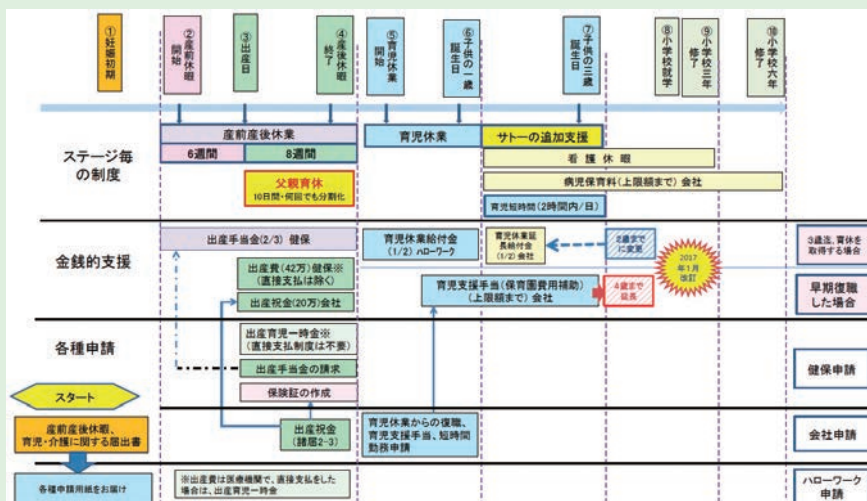 ①妊娠初期
②産前休暇
開始
③出産日
④産後休暇
終了
⑤育児休業
開始
⑥子供の一歳
誕生日
⑦子供の三歳
誕生日
⑧小学校就学
⑨小学校三年
修了
⑩小学校六年
修了
ステージ毎
の制度
産前産後休業
6週間
8週間
父親育休
10日間・何回でも分割化
育児休業
サトーの追加支援
看護休暇
病児保育料(上限額まで)会社
育児短時間(2時間内/日)
金銭的支援
出産手当金(2/3) 健保
出産費(42万)健保※
(直接支払は除く)
出産祝金(20万)会社
育児休業給付金
(1/2) ハローワーク
育児休業延
長給付金
(1/2)会社
2歳まで
に変更
2017
年1月
改訂
3歳迄、育休を
取得する場合
育児支援手当(保育園費用補助)
(上限額まで)会社
4歳まで
延長
早期復職
した場合
各種申請
出産育児一時金※
(直接支払制度は不要)
出産手当金の請求
保険証の作成
健保申請
スタート
産前産後休暇、
育児・介護に関する届出書
出産祝金
(諸届2-3)
育児休業からの復職、
育児支援手当、短時間
勤務申請
会社申請
各種申請用紙をお届け
※出産費は医療機関で、直接支払をした
場合は、出産育児一時金
ハローワーク
申請